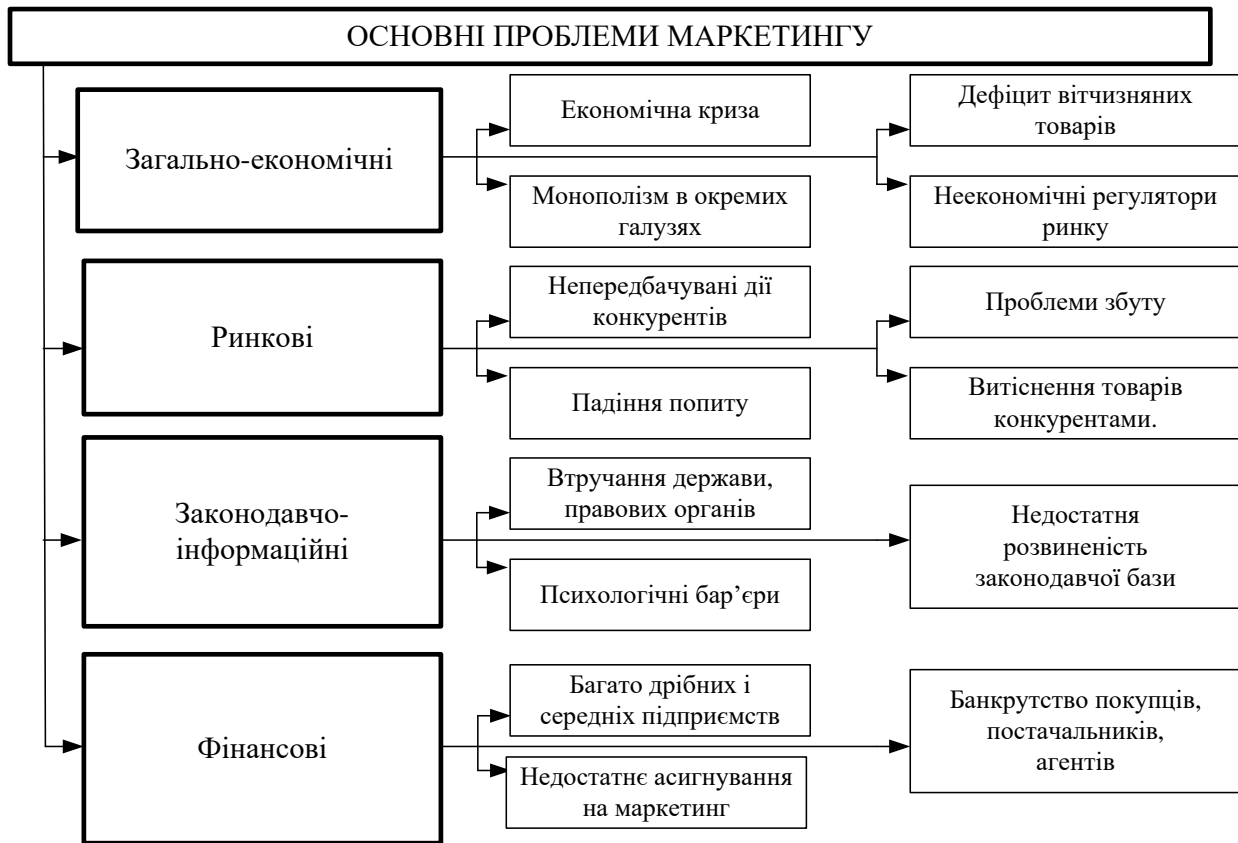 ОСНОВНІ ПРОБЛЕМИ МАРКЕТИНГУ
Загально-економічні
Економічна криза
Монополізм в окремих
галузях
Дефіцит вітчизняних
товарів
Неекономічні регулятори
ринку
Ринкові
Непередбачувані дії
конкурентів
Падіння попиту
Проблеми збуту
Витіснення товарів
конкурентами.
Законодавчо-
інформаційні
Втручання держави,
правових органів
Психологічні бар’єри
Недостатня
розвиненість
законодавчої бази
Фінансові
Багато дрібних і
середніх підприємств
Недостатнє асигнування
на маркетинг
Банкрутство покупців,
постачальників,
агентів